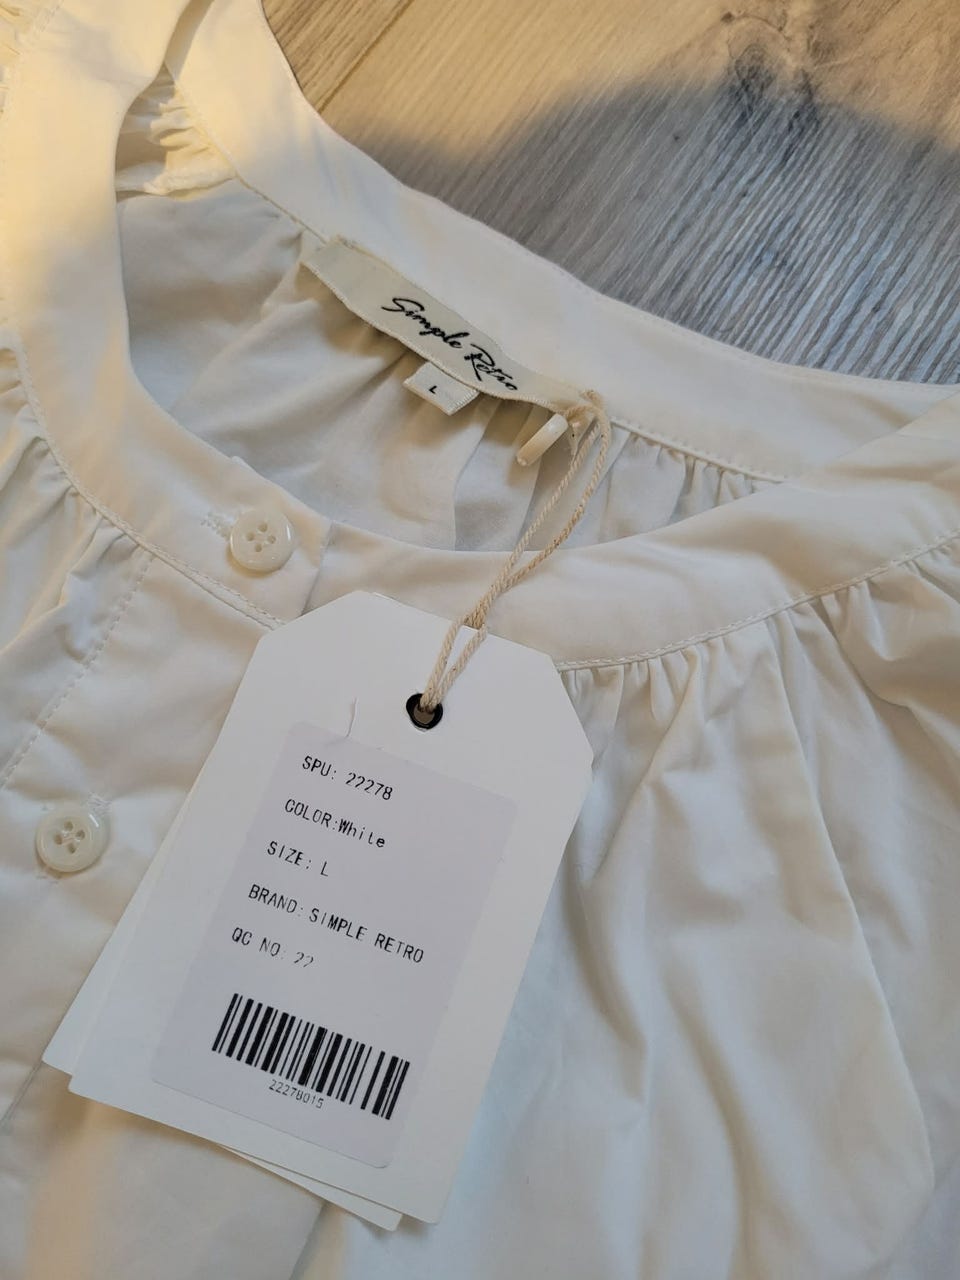 Simple Retro
L
SPU: 22278
COLOR:White
SIZE: L
BRAND: SIMPLE RETRO
QC NO: 22
22278015